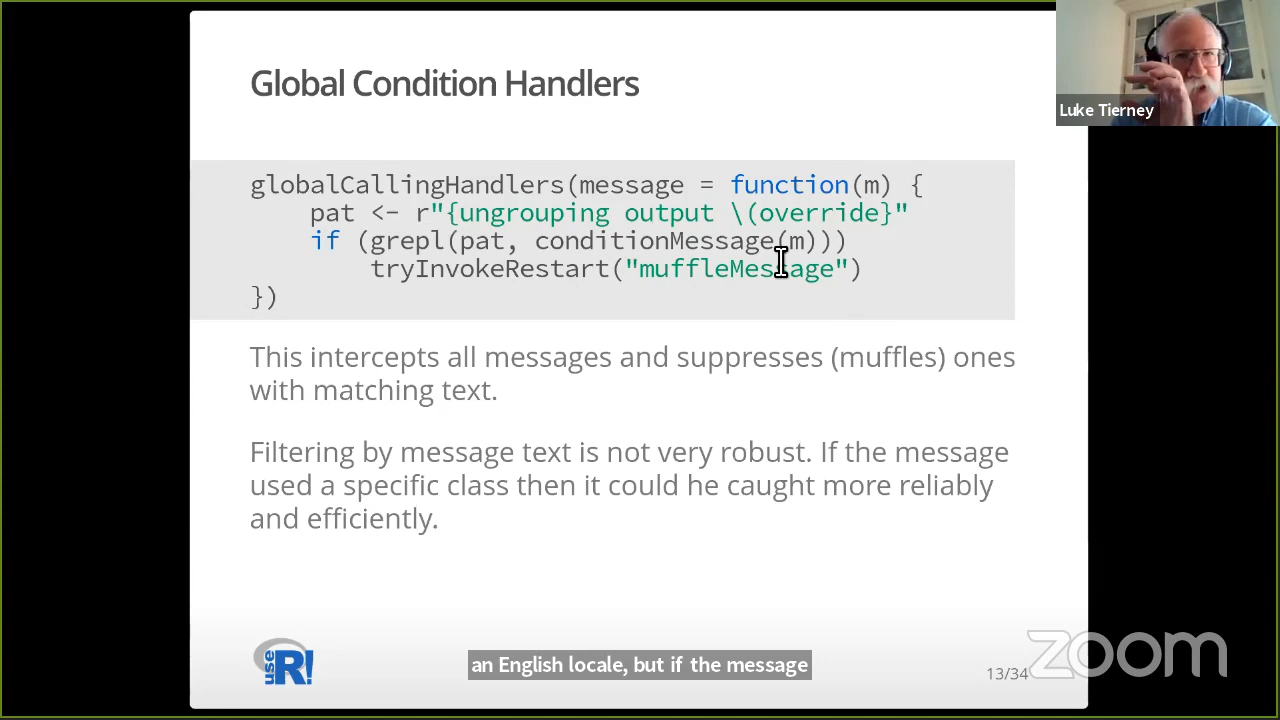 Global Condition Handlers
Luke Tierney
globalCallingHandlers(message = function(m) {
    pat <- r"{ungrouping output \(override}"
    if (grepl(pat, conditionMessage(m)))
        tryInvokeRestart("muffleMessage")
})
This intercepts all messages and suppresses (muffles) ones
with matching text.
Filtering by message text is not very robust. If the message
used a specific class then it could he caught more reliably
and efficiently.
use R!
an English locale, but if the message
13/34
zoom